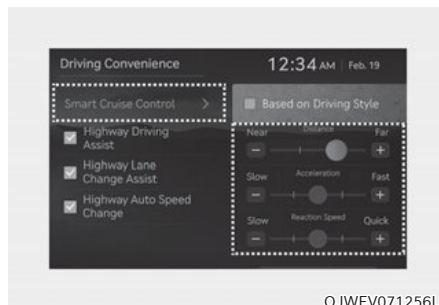 Driving Convenience
12:34 AM | Feb. 19
Smart Cruise Control >
Based on Driving Style
Highway Driving
Assist
Highway Lane
Change Assist
Highway Auto Speed
Change
Near Distance Far
Slow Acceleration Fast
Slow Reaction Speed Quick
OJWEV071256L